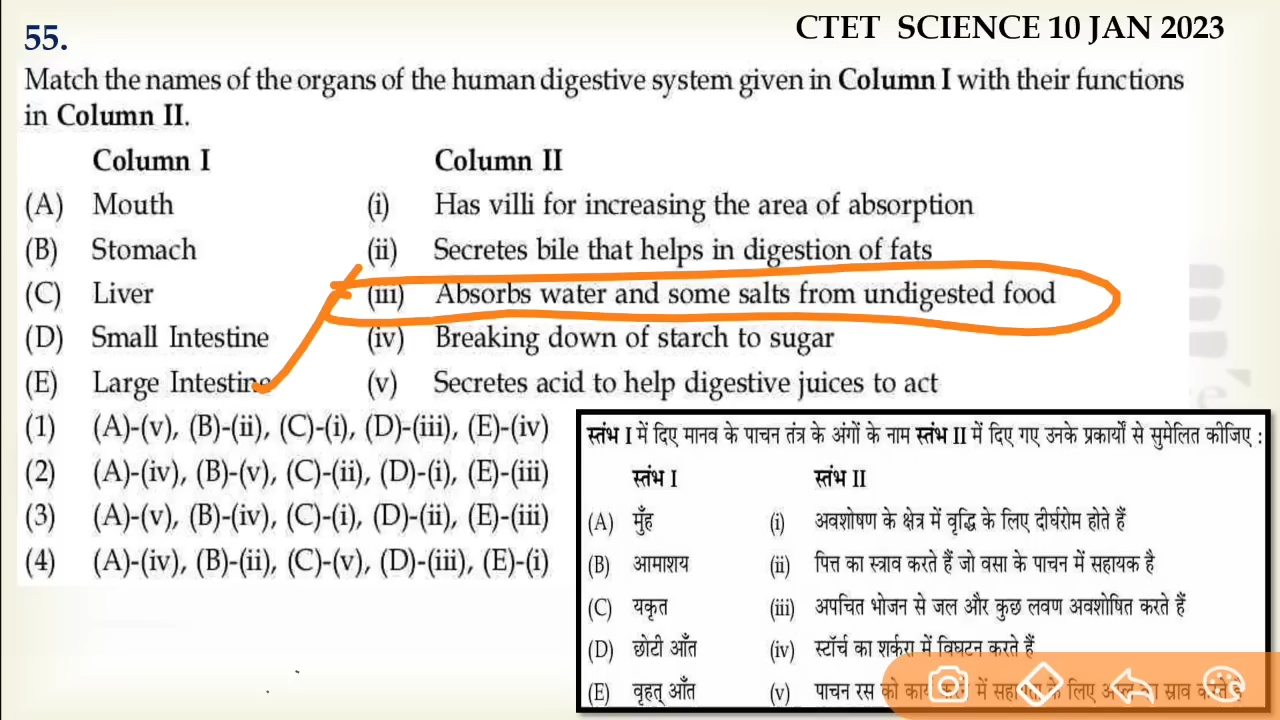 CTET SCIENCE 10 JAN 2023
55.
Match the names of the organs of the human digestive system given in Column I with their functions
in Column II.
Column I Column II
(A) Mouth (i) Has villi for increasing the area of absorption
(B) Stomach (ii) Secretes bile that helps in digestion of fats
(C) Liver (iii) Absorbs water and some salts from undigested food
(D) Small Intestine (iv) Breaking down of starch to sugar
(E) Large Intestine (v) Secretes acid to help digestive juices to act
(1) (A)-(v), (B)-(ii), (C)-(i), (D)-(iii), (E)-(iv)
(2) (A)-(iv), (B)-(v), (C)-(ii), (D)-(i), (E)-(iii)
(3) (A)-(v), (B)-(iv), (C)-(i), (D)-(ii), (E)-(iii)
(4) (A)-(iv), (B)-(ii), (C)-(v), (D)-(iii), (E)-(i)
स्तंभ I में दिए मानव के पाचन तंत्र के अंगों के नाम स्तंभ II में दिए गए उनके प्रकार्यों से सुमेलित कीजिए :
स्तंभ I स्तंभ II
(A) मुँह (i) अवशोषण के क्षेत्र में वृद्धि के लिए दीर्घरोम होते हैं
(B) आमाशय (ii) पित्त का स्त्राव करते हैं जो वसा के पाचन में सहायक है
(C) यकृत (iii) अपचित भोजन से जल और कुछ लवण अवशोषित करते हैं
(D) छोटी आँत (iv) स्टॉर्च का शर्करा में विघटन करते हैं
(E) वृहत् आँत (v) पाचन रस को में के लिए स्राव करते